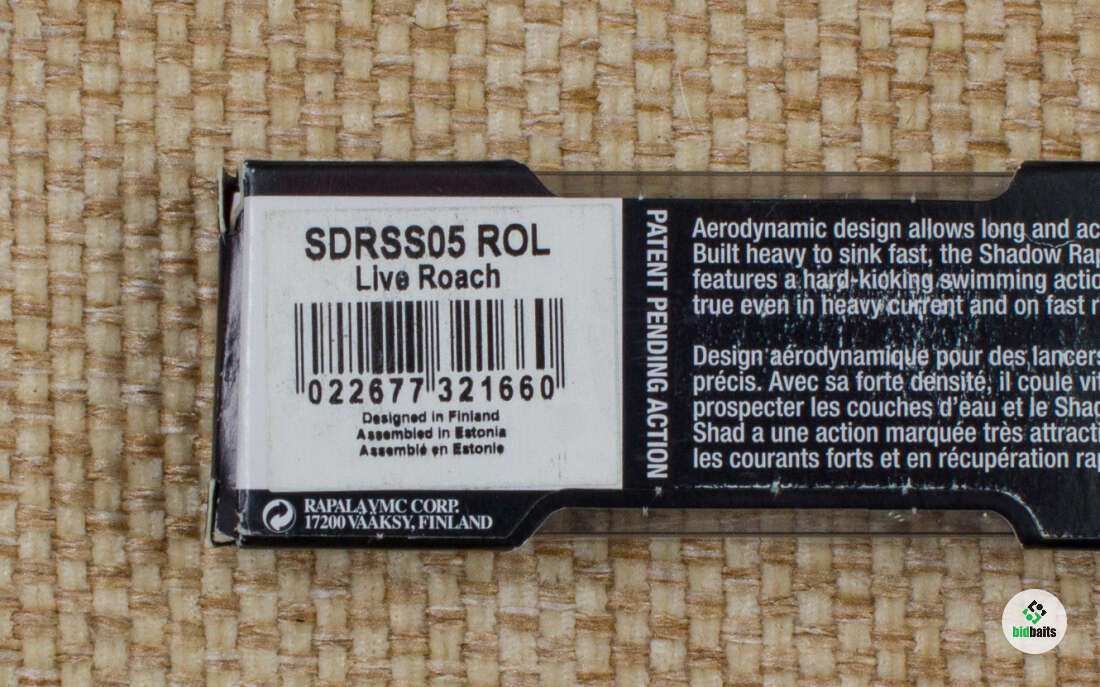 SDRSS05 ROL
Live Roach
022677 321660
Designed in Finland
Assembled in Estonia
Assemblé en Estonie
RAPALA VMC CORP.
17200 VÄÄKSY, FINLAND
PATENT PENDING ACTION
Aerodynamic design allows long and ac
Built heavy to sink fast, the Shadow Rap
features a hard-kicking swimming actio
true even in heavy current and on fast r
Design aérodynamique pour des lancers
précis. Avec sa forte densité, il coule vit
prospecter les couches d'eau et le Shad
Shad a une action marquée très attracti
les courants forts et en récupération rap
bidbaits